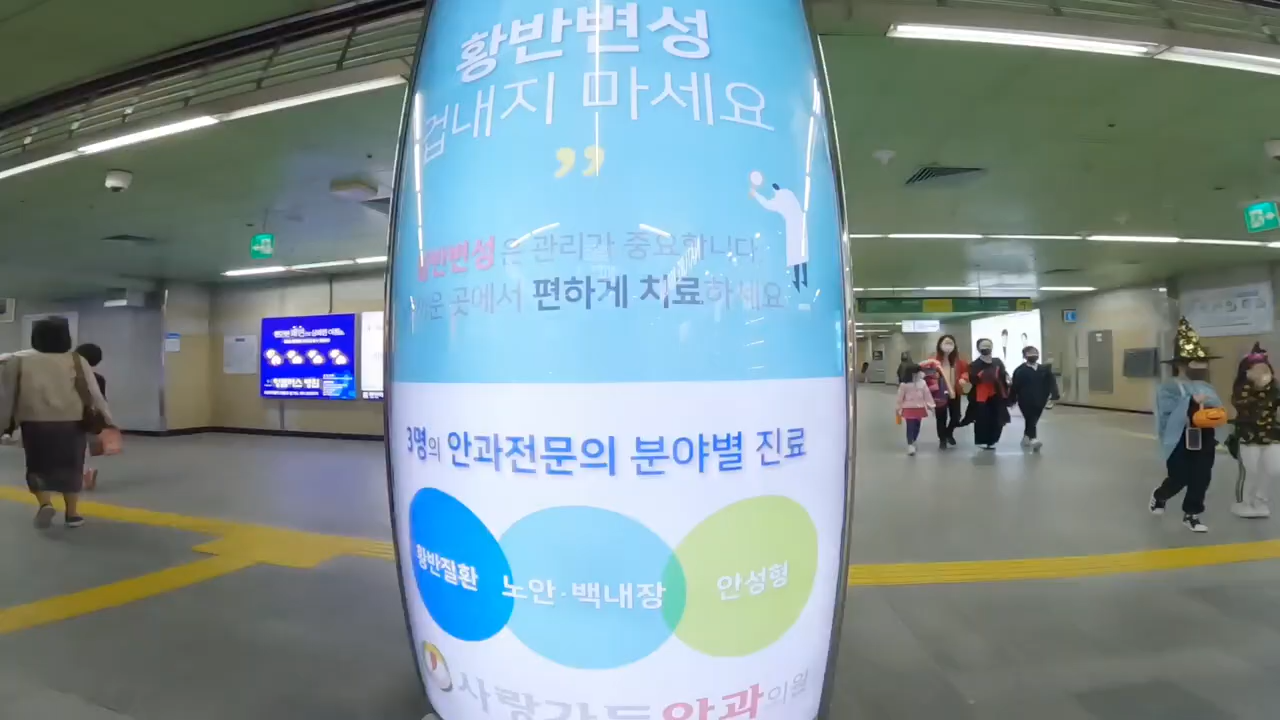 황반변성
겁내지 마세요
”
황반변성은 관리가 중요합니다.
가까운 곳에서 편하게 치료하세요
3명의 안과전문의 분야별 진료
황반질환
노안·백내장
안성형
안과의원